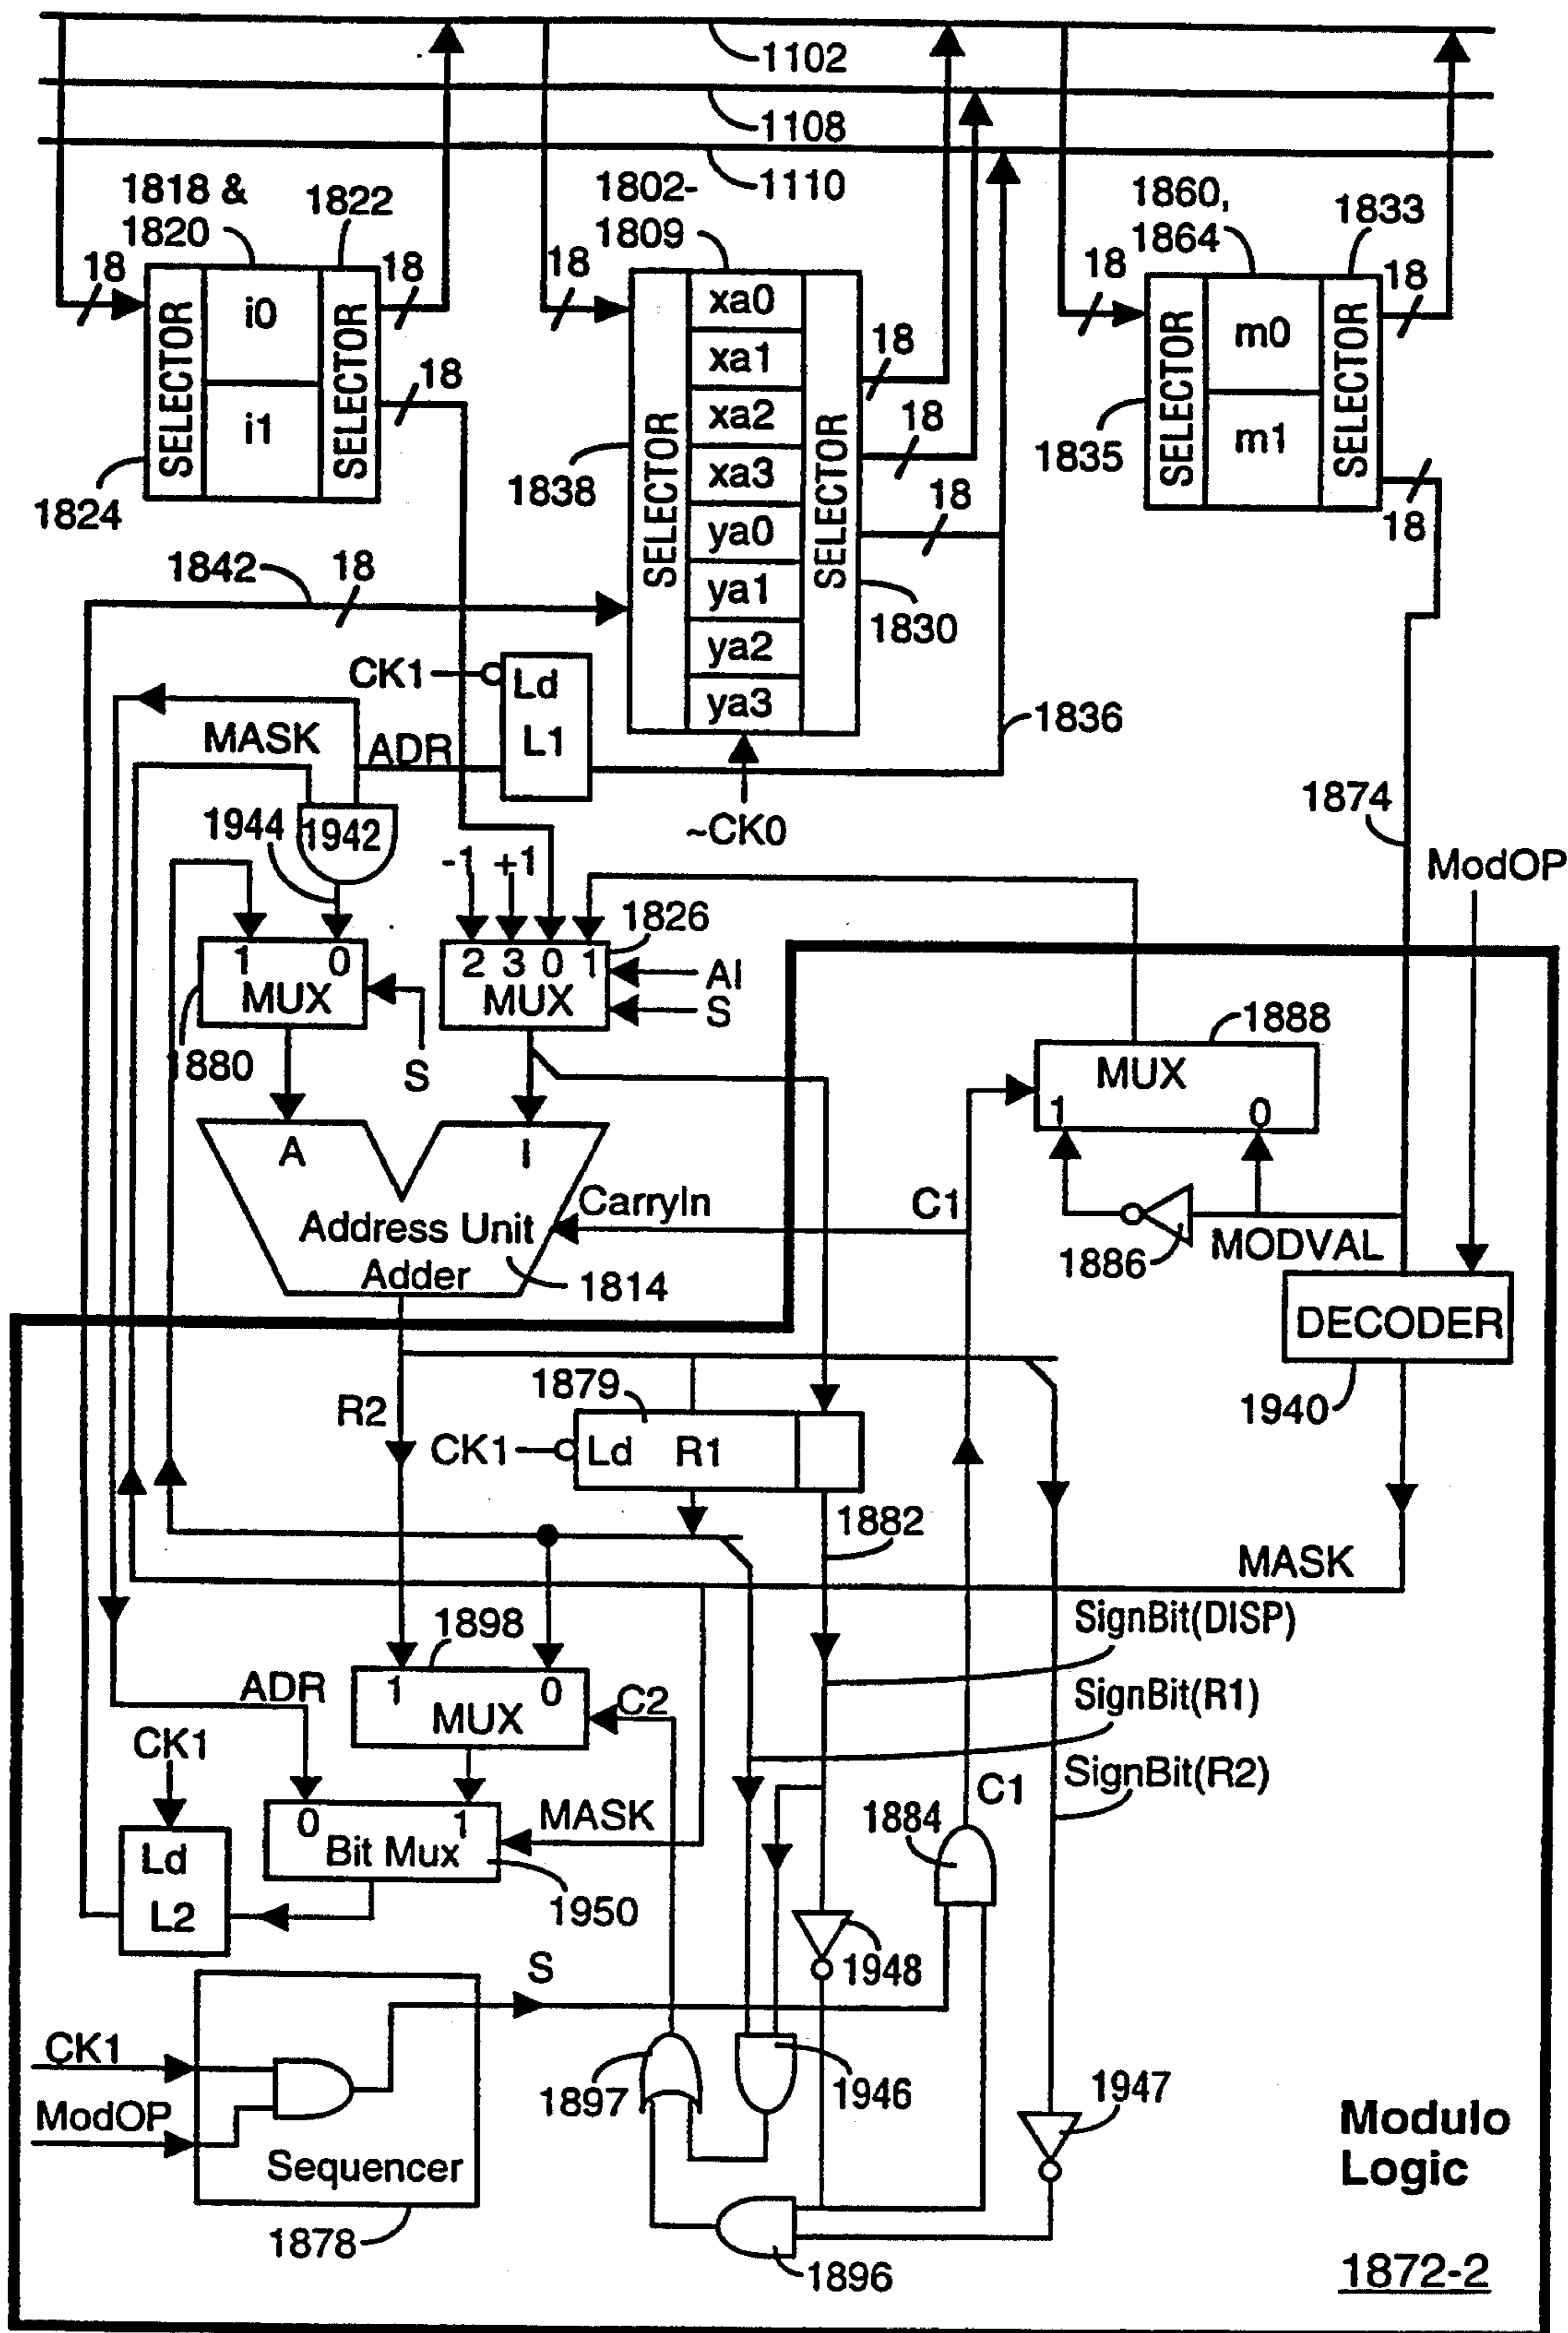 1102
1108
1110
1818 &
1820
1822
1802-
1809
1860,
1864
1833
18
18
18
18
18
SELECTOR
i0
i1
SELECTOR
18
1824
SELECTOR
xa0
xa1
xa2
xa3
ya0
ya1
ya2
ya3
SELECTOR
18
18
18
1838
1830
SELECTOR
m0
m1
SELECTOR
1835
18
1842
18
CK1
Ld
L1
MASK
ADR
1836
~CK0
1874
ModOP
1944
1942
-1
+1
1826
1
0
MUX
2 3 0 1
MUX
AI
S
1880
S
1888
MUX
1
0
A
I
CarryIn
C1
Address Unit
Adder
1814
1886
MODVAL
DECODER
1940
R2
1879
CK1
Ld
R1
1882
MASK
SignBit(DISP)
1898
ADR
1
0
MUX
C2
SignBit(R1)
CK1
SignBit(R2)
C1
0
1
Bit Mux
MASK
1884
Ld
L2
1950
1948
S
CK1
ModOP
Sequencer
1878
1897
1946
1947
1896
Modulo
Logic
1872-2